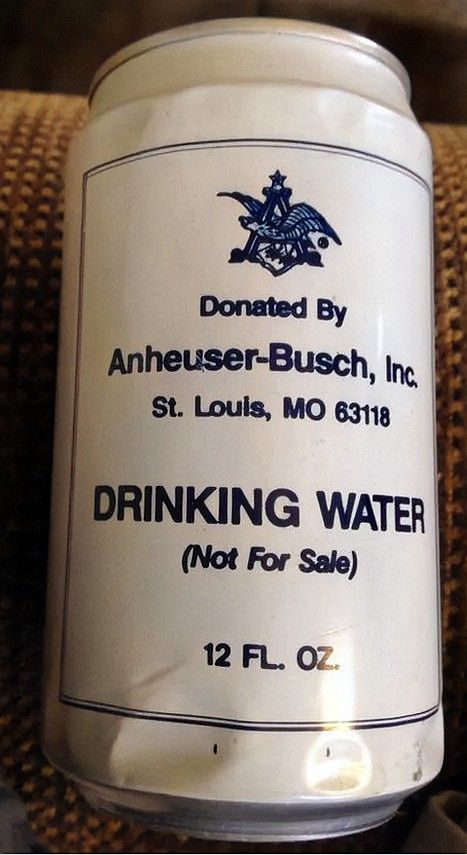 Donated By
Anheuser-Busch, Inc.
St. Louis, MO 63118
DRINKING WATER
(Not For Sale)
12 FL. OZ.